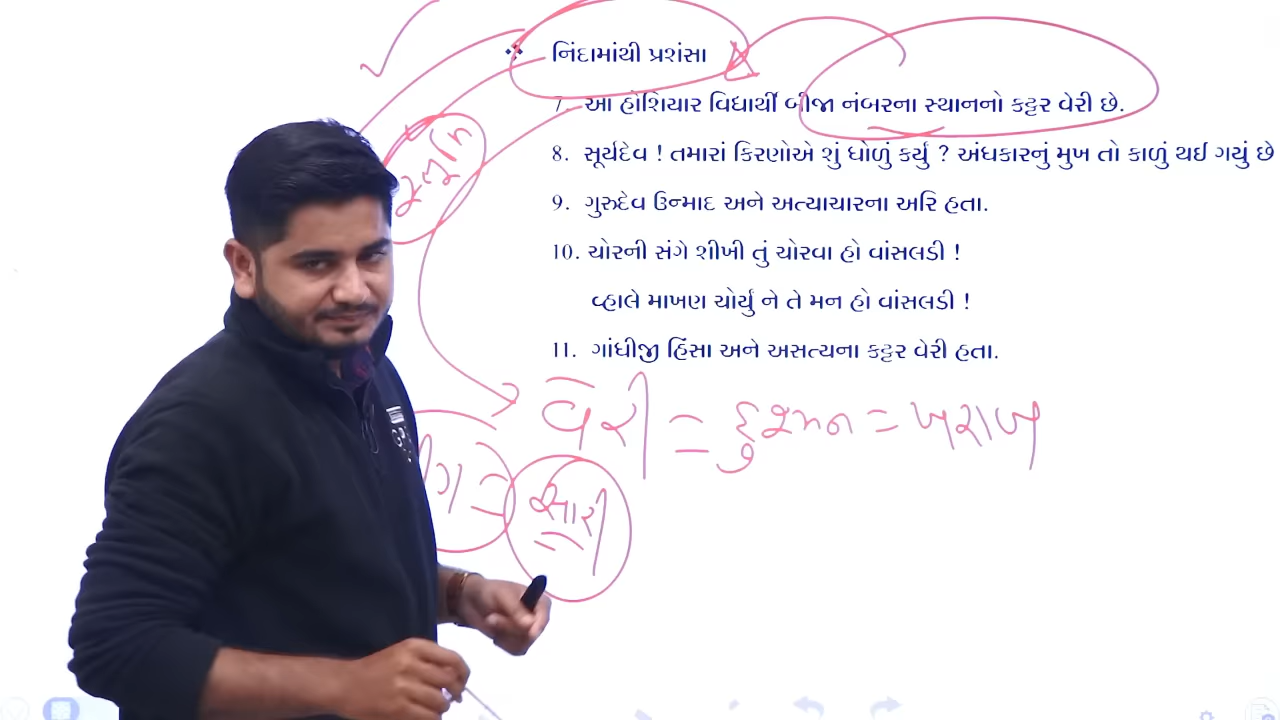 ❖ નિંદામાંથી પ્રશંસા
7. આ હોશિયાર વિદ્યાર્થી બીજા નંબરના સ્થાનનો કટ્ટર વેરી છે.
8. સૂર્યદેવ ! તમારાં કિરણોએ શું ધોળું કર્યું ? અંધકારનું મુખ તો કાળું થઈ ગયું છે
સ્તુતિ
9. ગુરુદેવ ઉન્માદ અને અત્યાચારના અરિ હતા.
10. ચોરની સંગે શીખી તું ચોરવા હો વાંસલડી !
વ્હાલે માખણ ચોર્યું ને તે મન હો વાંસલડી !
11. ગાંધીજી હિંસા અને અસત્યના કટ્ટર વેરી હતા.
વેરી = દુશ્મન = ખરાબ
= સારી